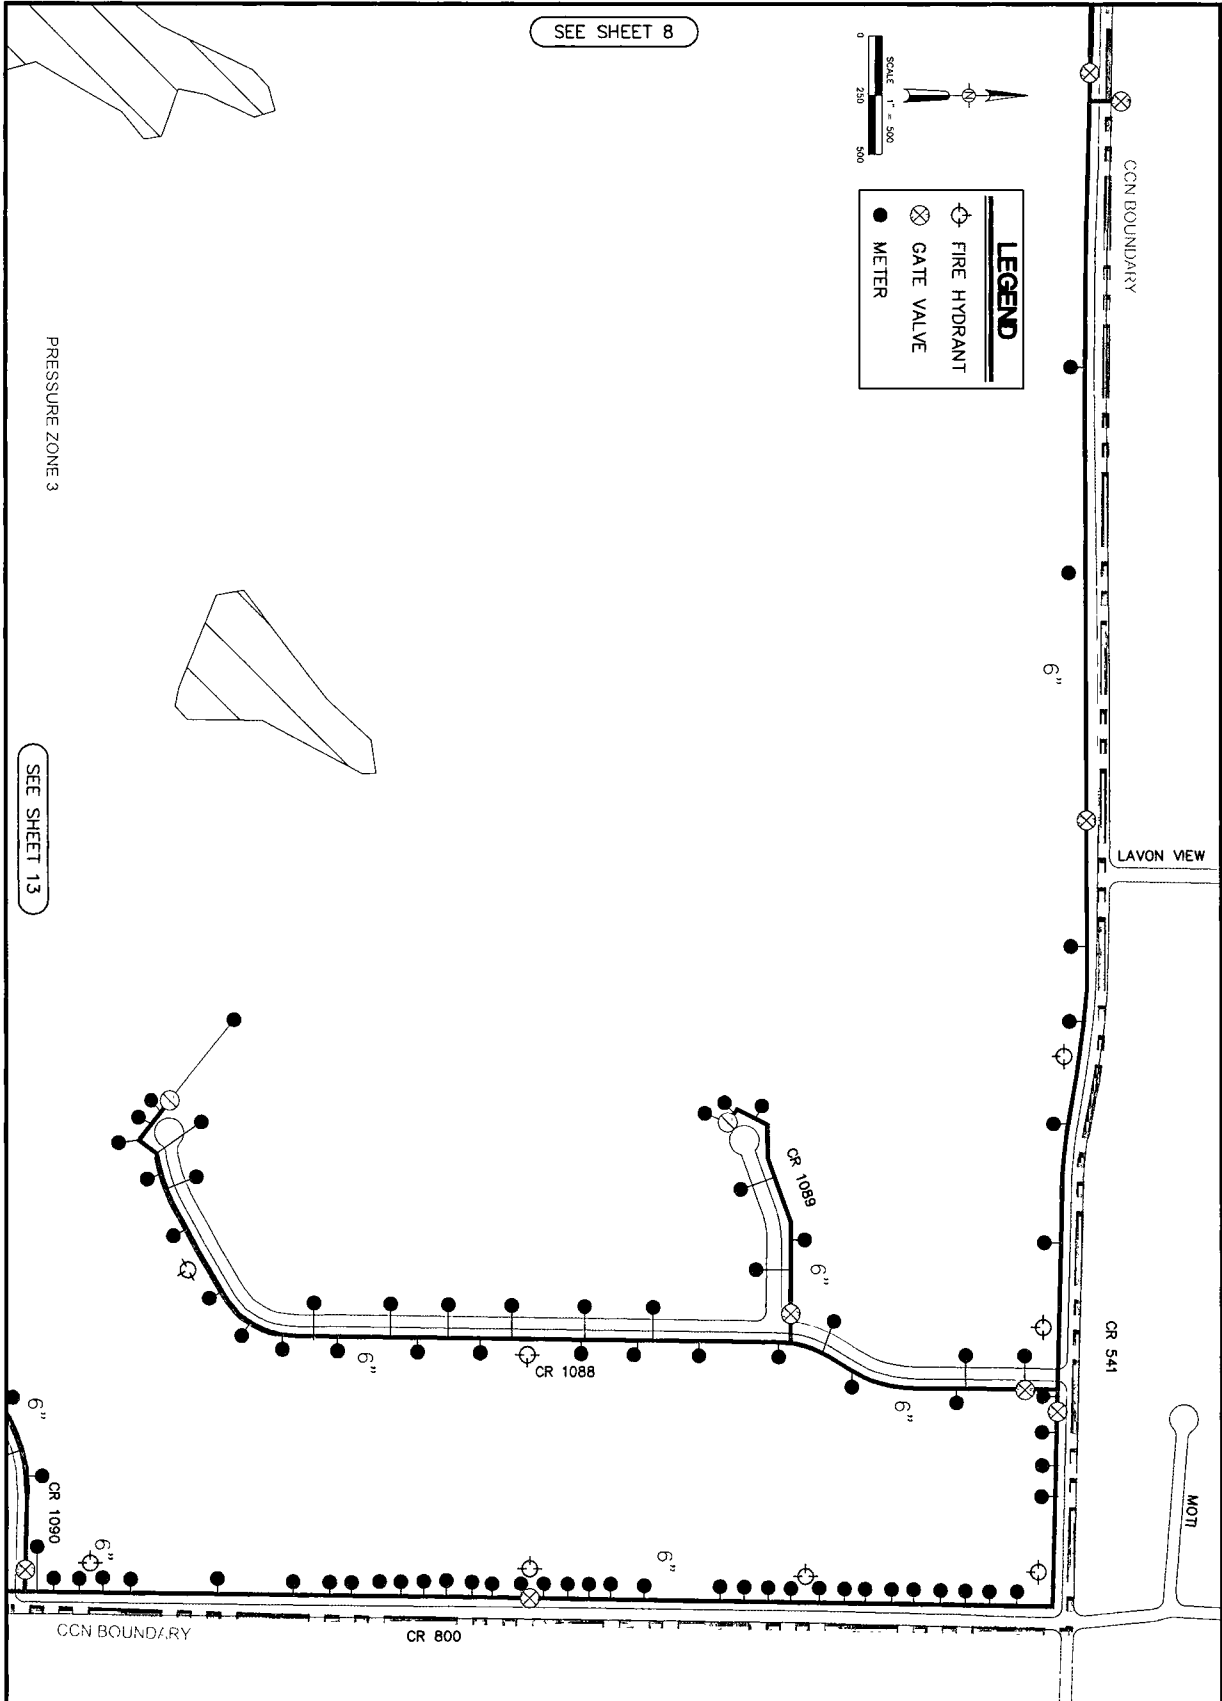 SEE SHEET 8
0
250
500
SCALE 1" = 500
N
LEGEND
FIRE HYDRANT
GATE VALVE
METER
CCN BOUNDARY
PRESSURE ZONE 3
6"
LAVON VIEW
SEE SHEET 13
CR 1089
6"
CR 541
6"
CR 1088
6"
MOTI
6"
CR 1090
6"
6"
CCN BOUNDARY
CR 800